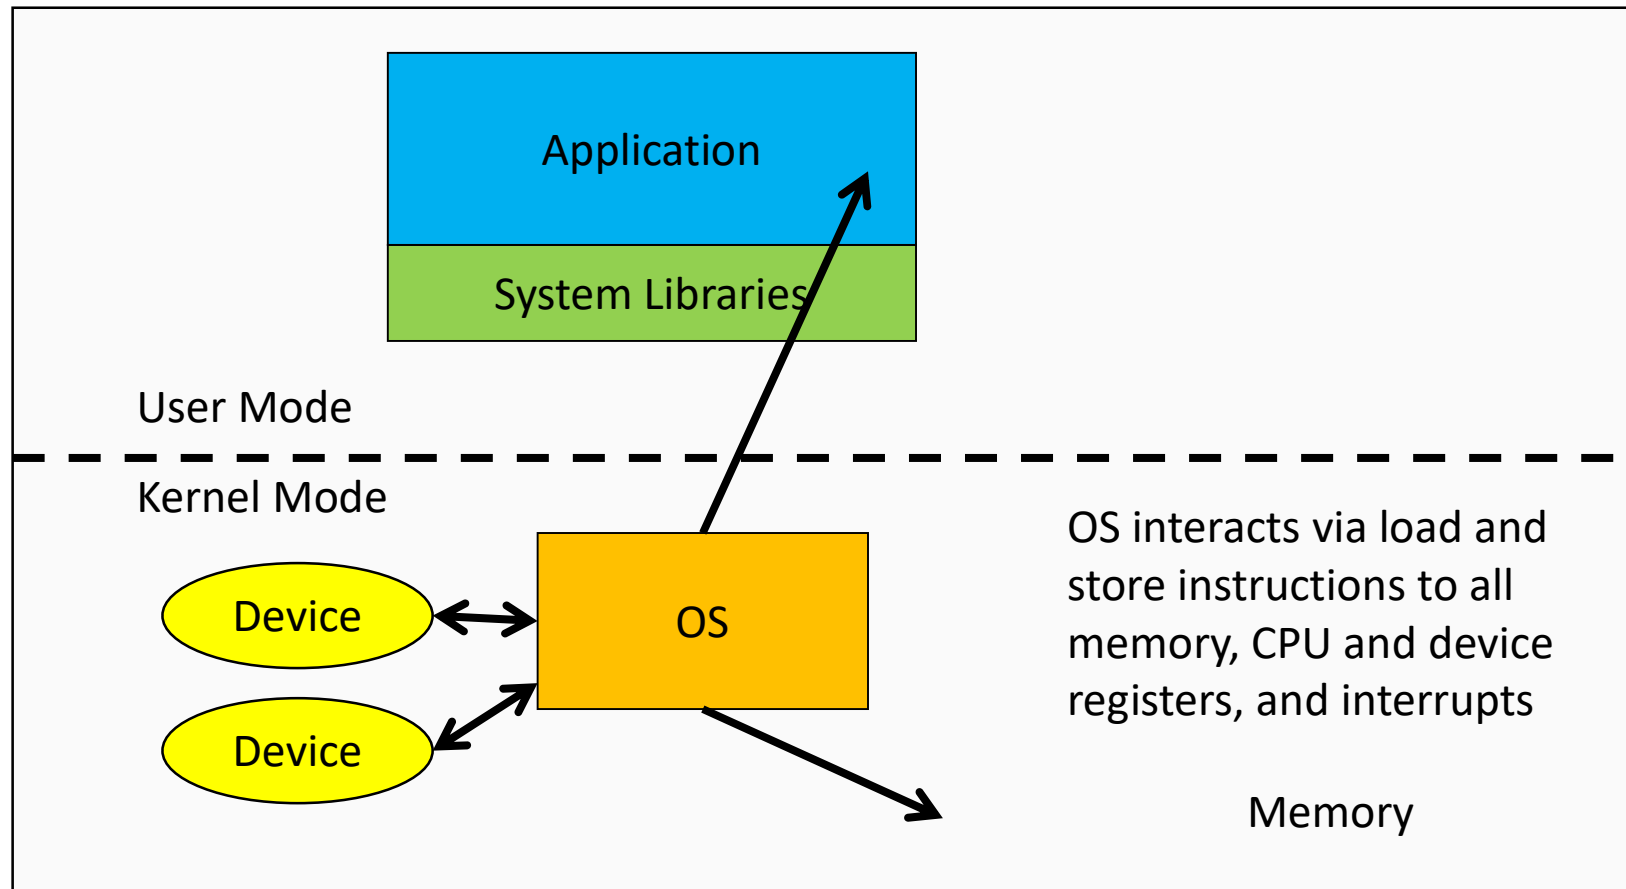 Application
System Libraries
User Mode
Kernel Mode
OS interacts via load and
store instructions to all
memory, CPU and device
registers, and interrupts
Device
OS
Device
Memory